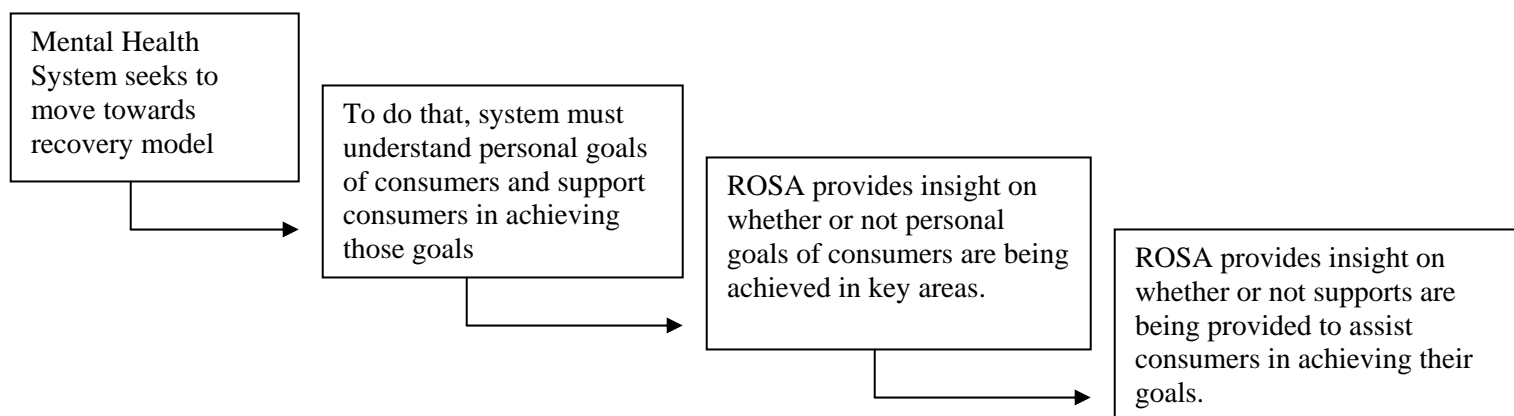 Mental Health
System seeks to
move towards
recovery model
To do that, system must
understand personal goals
of consumers and support
consumers in achieving
those goals
ROSA provides insight on
whether or not personal
goals of consumers are being
achieved in key areas.
ROSA provides insight on
whether or not supports are
being provided to assist
consumers in achieving their
goals.